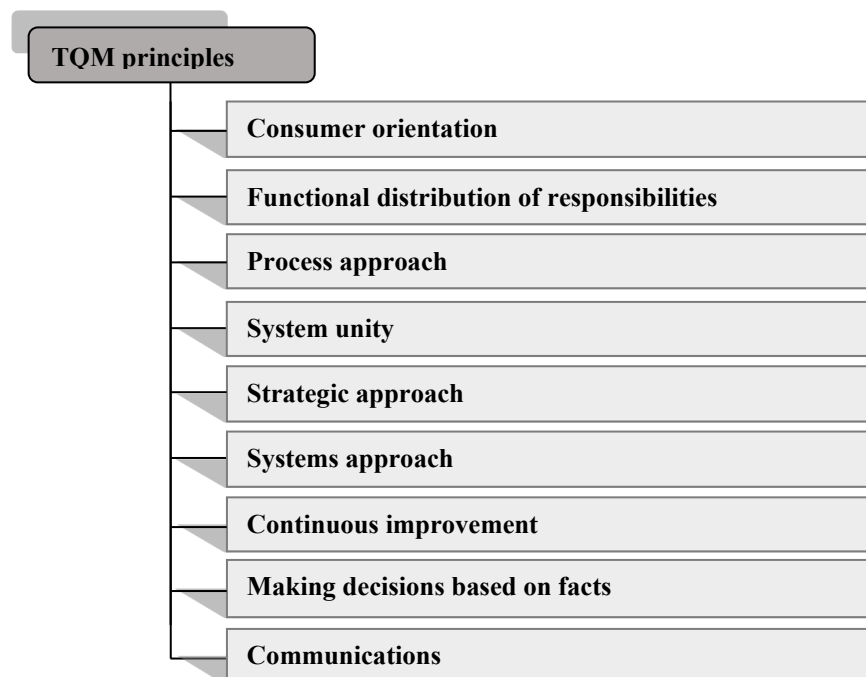 TQM principles
Consumer orientation
Functional distribution of responsibilities
Process approach
System unity
Strategic approach
Systems approach
Continuous improvement
Making decisions based on facts
Communications